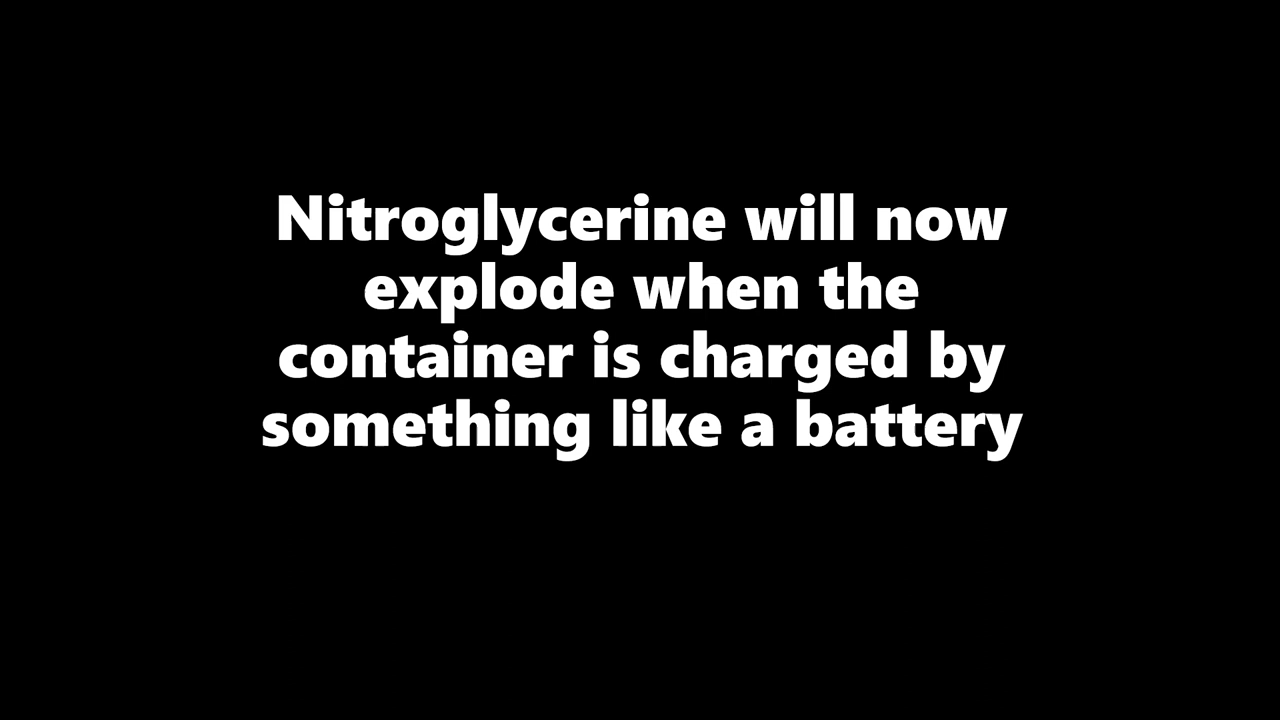 Nitroglycerine will now
explode when the
container is charged by
something like a battery